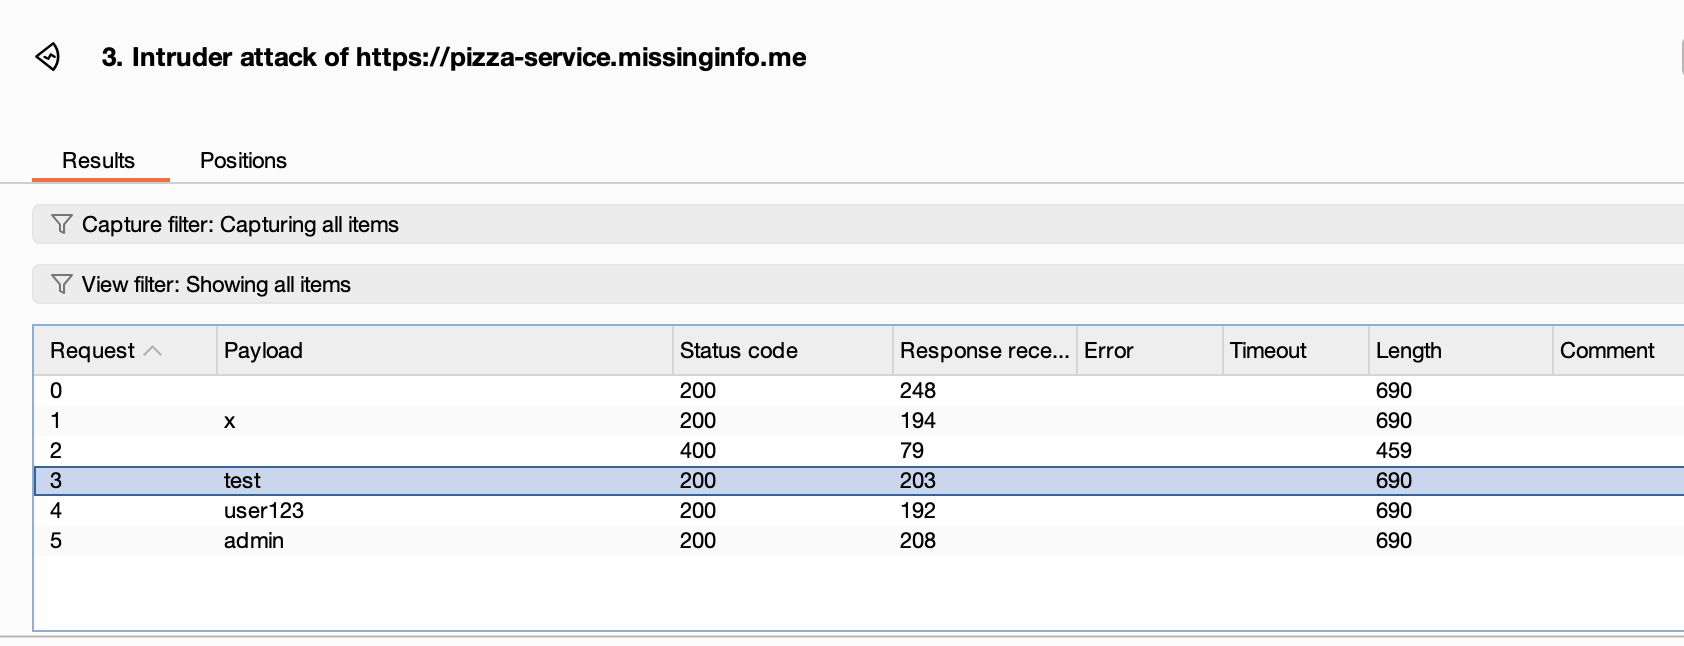 3. Intruder attack of https://pizza-service.missinginfo.me
Results Positions
Capture filter: Capturing all items
View filter: Showing all items
Request Payload Status code Response rece... Error Timeout Length Comment
0 200 248 690
1 x 200 194 690
2 400 79 459
3 test 200 203 690
4 user123 200 192 690
5 admin 200 208 690